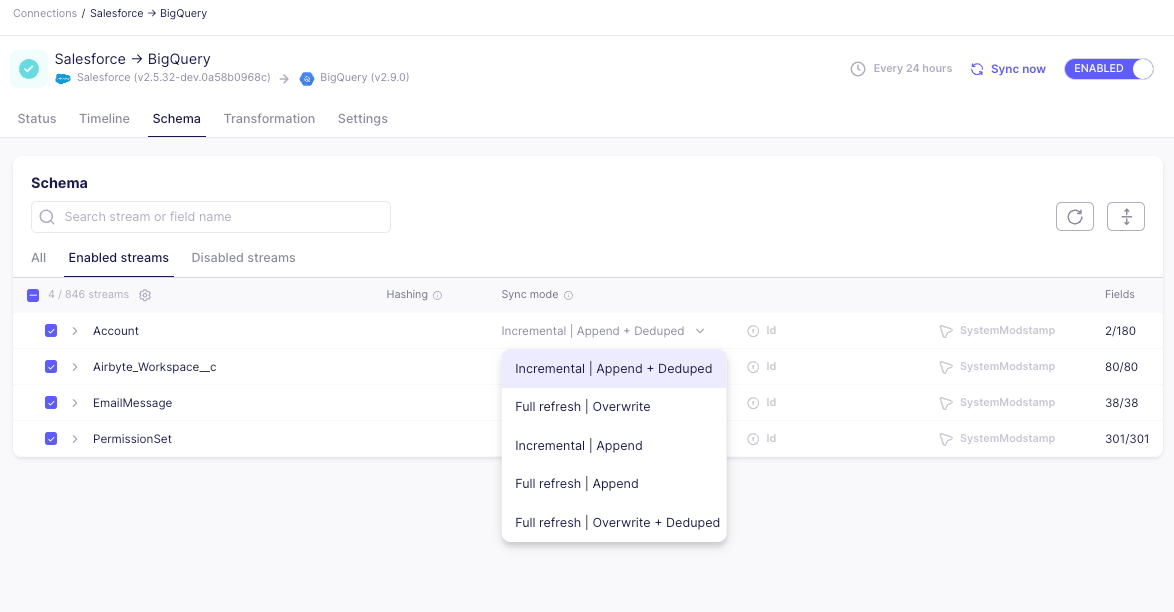 Connections / Salesforce → BigQuery
Salesforce → BigQuery
Salesforce (v2.5.32-dev.0a58b0968c) → BigQuery (v2.9.0)
Every 24 hours
Sync now
ENABLED
Status Timeline Schema Transformation Settings
Schema
Search stream or field name
All Enabled streams Disabled streams
4 / 846 streams Hashing Sync mode Fields
Account Incremental | Append + Deduped Id SystemModstamp 2/180
Airbyte_Workspace__c Id SystemModstamp 80/80
EmailMessage Id SystemModstamp 38/38
PermissionSet Id SystemModstamp 301/301
Incremental | Append + Deduped
Full refresh | Overwrite
Incremental | Append
Full refresh | Append
Full refresh | Overwrite + Deduped